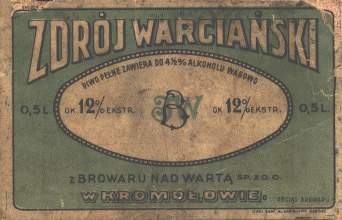 ZDRÓJ WARCIAŃSKI
PIWO PEŁNE ZAWIERA DO 4½% ALKOHOLU WAGOWO
0,5 L. OK 12% EKSTR. OK 12% EKSTR. 0,5 L.
Z BROWARU NAD WARTĄ SP. Z O.O.
W KROMOŁOWIE